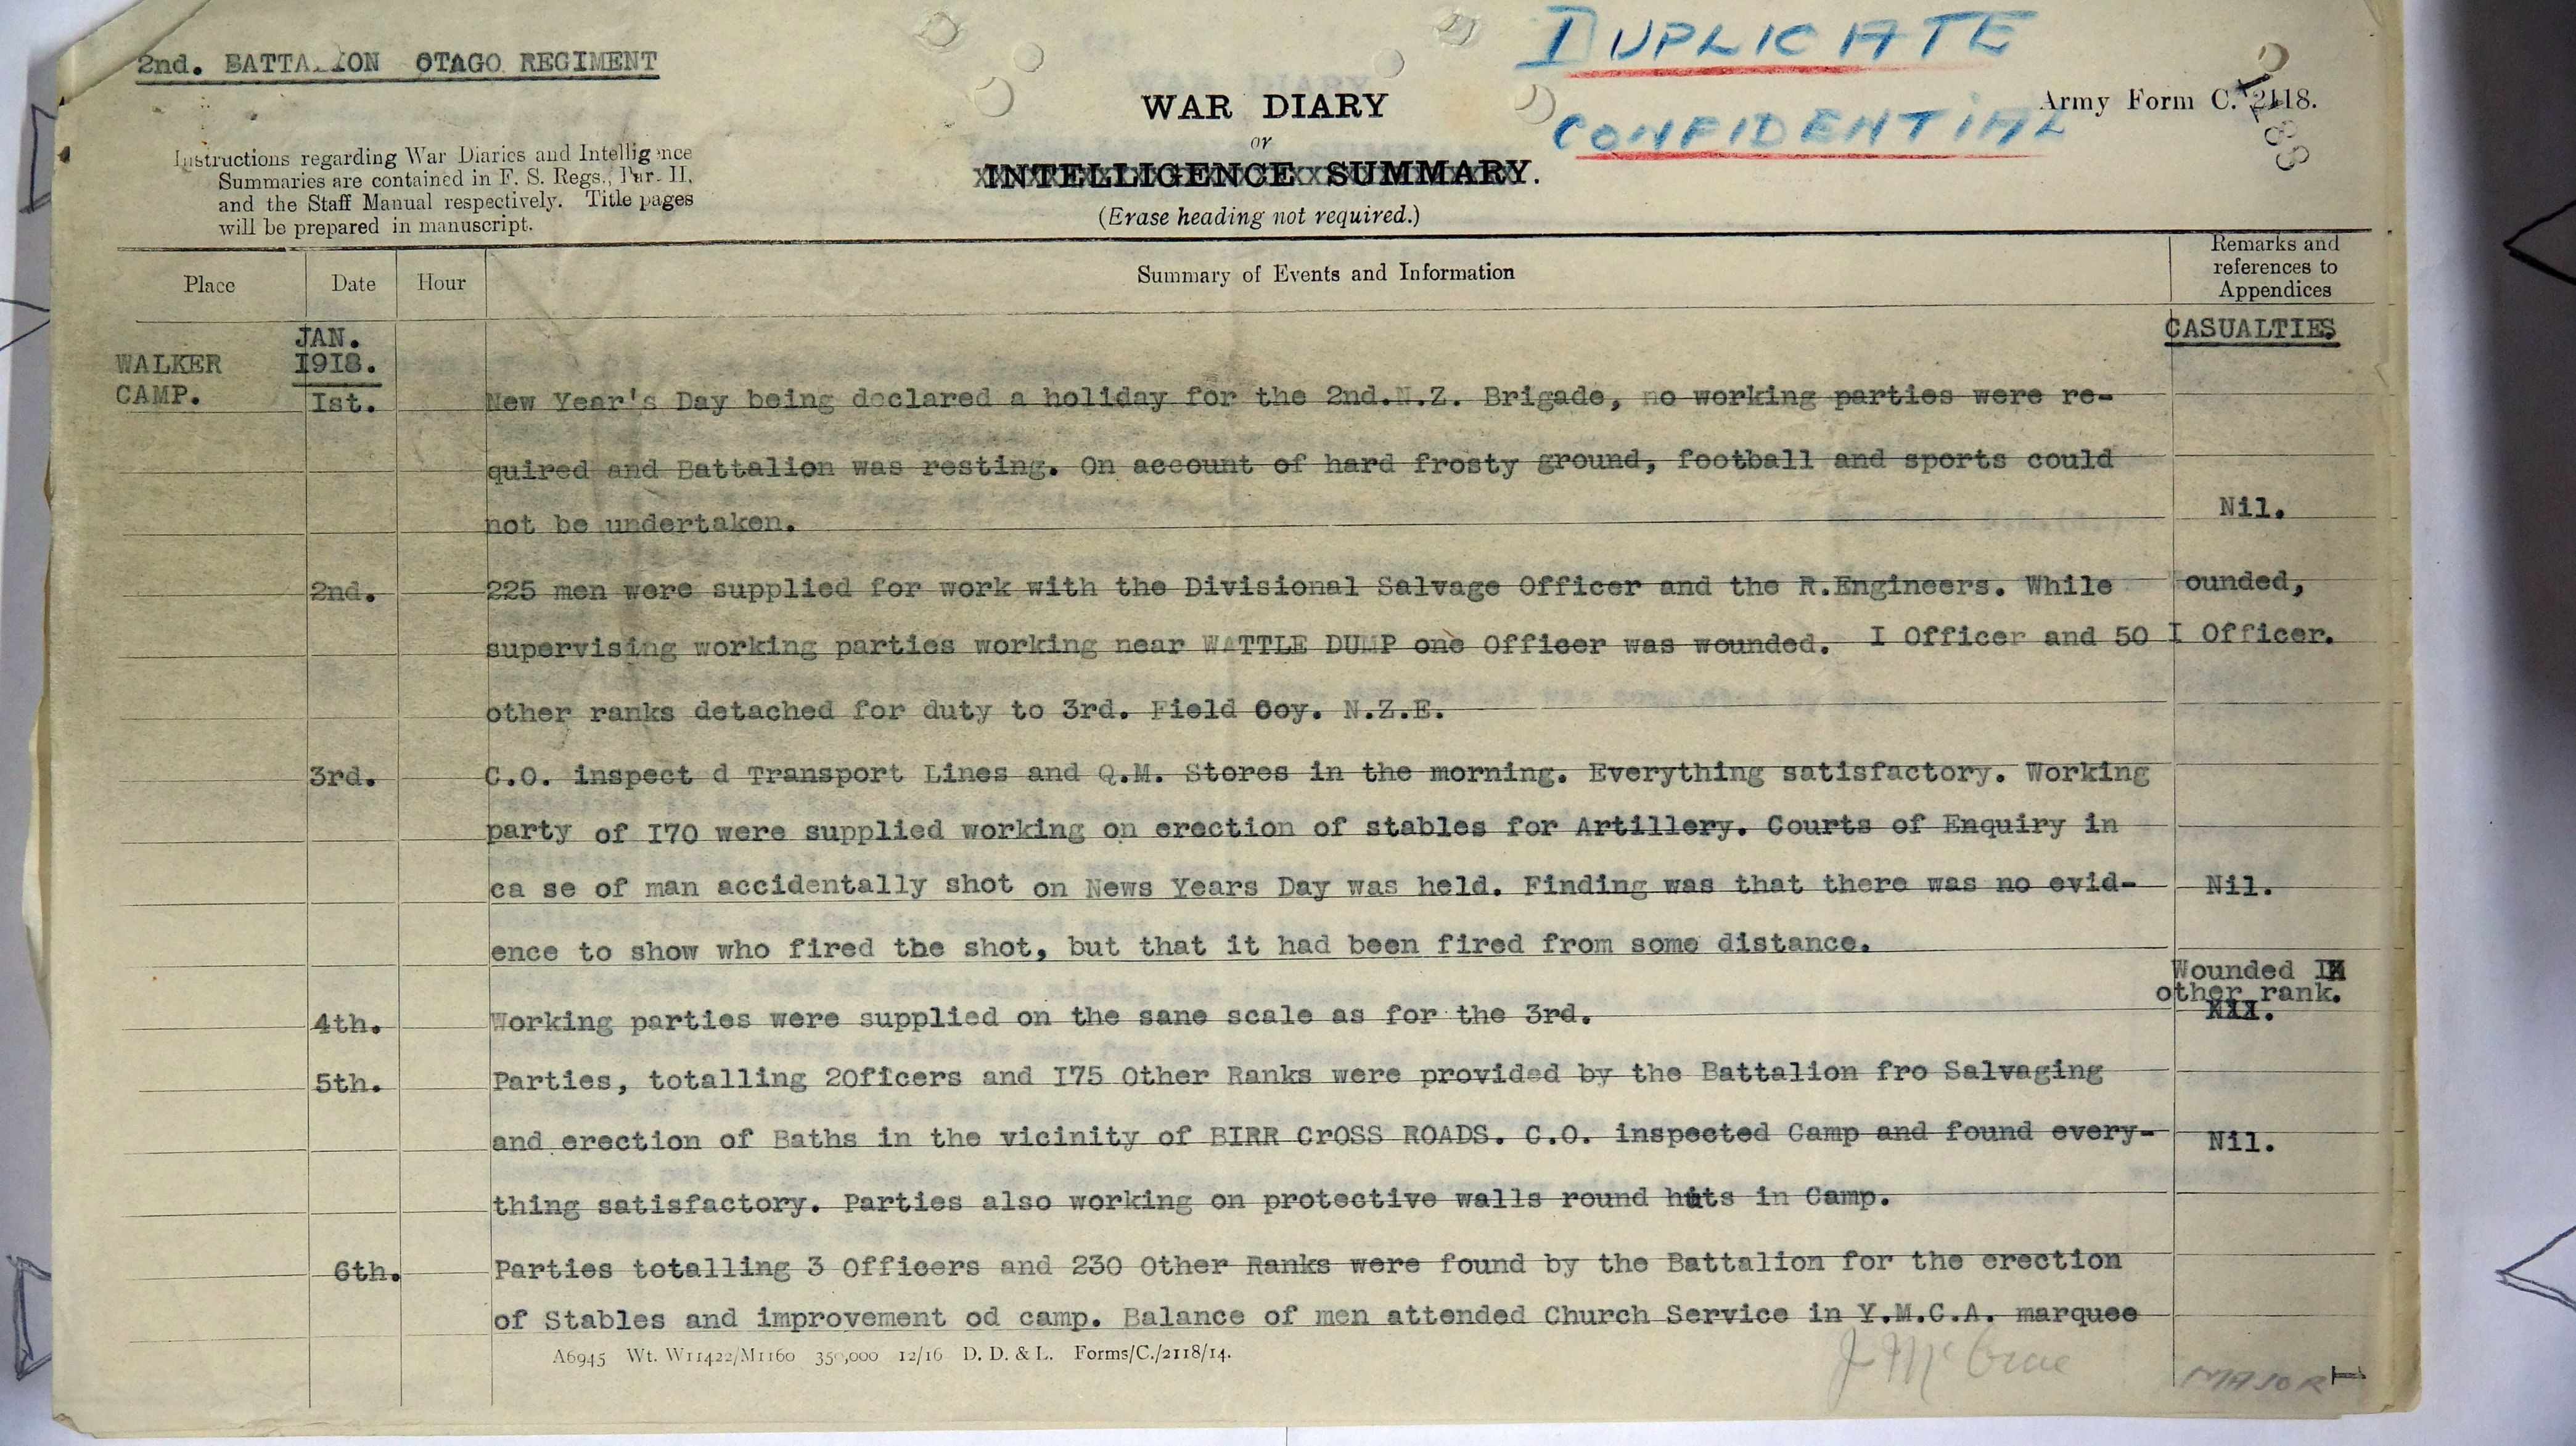 2nd. BATTALION OTAGO REGIMENT
DUPLICATE
CONFIDENTIAL
WAR DIARY
or
INTELLIGENCE SUMMARY.
(Erase heading not required.)
Army Form C. 2118.
Instructions regarding War Diaries and Intelligence
Summaries are contained in F. S. Regs., Part II,
and the Staff Manual respectively. Title pages
will be prepared in manuscript.
Place Date Hour Summary of Events and Information Remarks and
references to
Appendices
CASUALTIES
WALKER
CAMP.
JAN.
I9I8.
Ist. New Year's Day being declared a holiday for the 2nd.N.Z. Brigade, no working parties were re-
quired and Battalion was resting. On account of hard frosty ground, football and sports could
not be undertaken. Nil.
2nd. 225 men were supplied for work with the Divisional Salvage Officer and the R.Engineers. While ounded,
supervising working parties working near WATTLE DUMP one Officer was wounded. I Officer and 50 I Officer.
other ranks detached for duty to 3rd. Field Coy. N.Z.E.
3rd. C.O. inspect d Transport Lines and Q.M. Stores in the morning. Everything satisfactory. Working
party of I70 were supplied working on erection of stables for Artillery. Courts of Enquiry in
ca se of man accidentally shot on News Years Day was held. Finding was that there was no evid- Nil.
ence to show who fired the shot, but that it had been fired from some distance.
Wounded I
other rank.
4th. Working parties were supplied on the sane scale as for the 3rd.
5th. Parties, totalling 2Officers and I75 Other Ranks were provided by the Battalion fro Salvaging
and erection of Baths in the vicinity of BIRR CrOSS ROADS. C.O. inspected Camp and found every- Nil.
thing satisfactory. Parties also working on protective walls round huts in Camp.
6th. Parties totalling 3 Officers and 230 Other Ranks were found by the Battalion for the erection
of Stables and improvement od camp. Balance of men attended Church Service in Y.M.C.A. marquee
A6945 Wt. W11422/M1160 350,000 12/16 D. D. & L. Forms/C./2118/14.
J McCrae
MAJOR